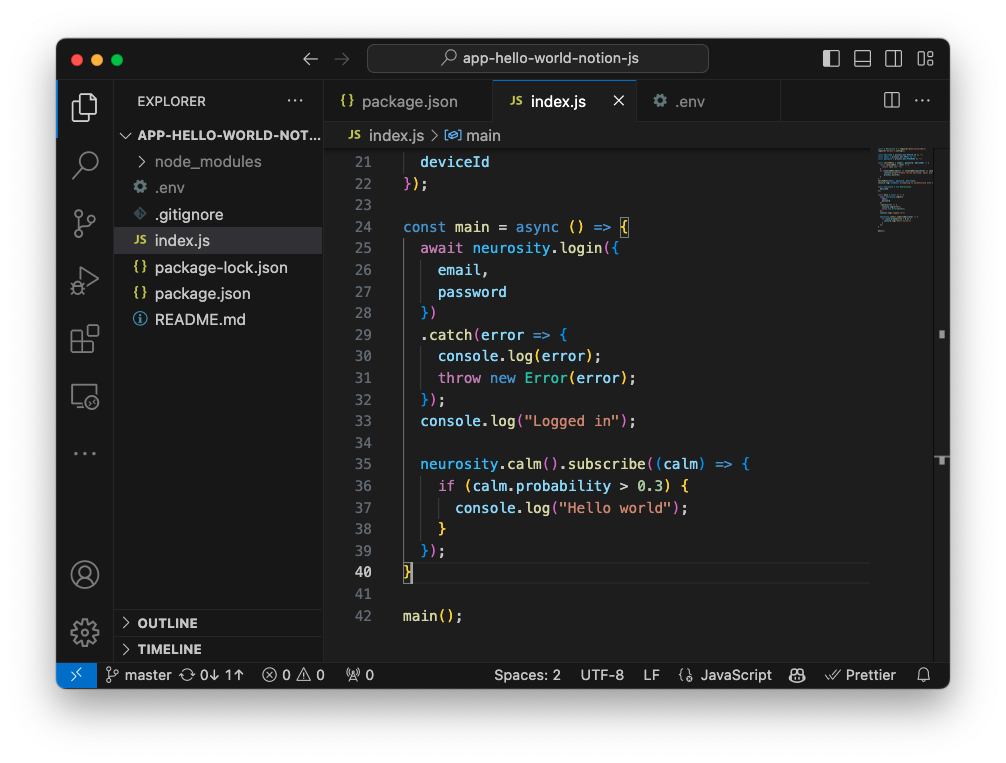 app-hello-world-notion-js
EXPLORER
APP-HELLO-WORLD-NOT...
node_modules
.env
.gitignore
JS index.js
{} package-lock.json
{} package.json
README.md
OUTLINE
TIMELINE
{} package.json
JS index.js
.env
JS index.js > main
21 deviceId
22 });
23
24 const main = async () => {
25 await neurosity.login({
26 email,
27 password
28 })
29 .catch(error => {
30 console.log(error);
31 throw new Error(error);
32 });
33 console.log("Logged in");
34
35 neurosity.calm().subscribe((calm) => {
36 if (calm.probability > 0.3) {
37 console.log("Hello world");
38 }
39 });
40 }
41
42 main();
master 0↓ 1↑ 0 0 0 Spaces: 2 UTF-8 LF JavaScript Prettier